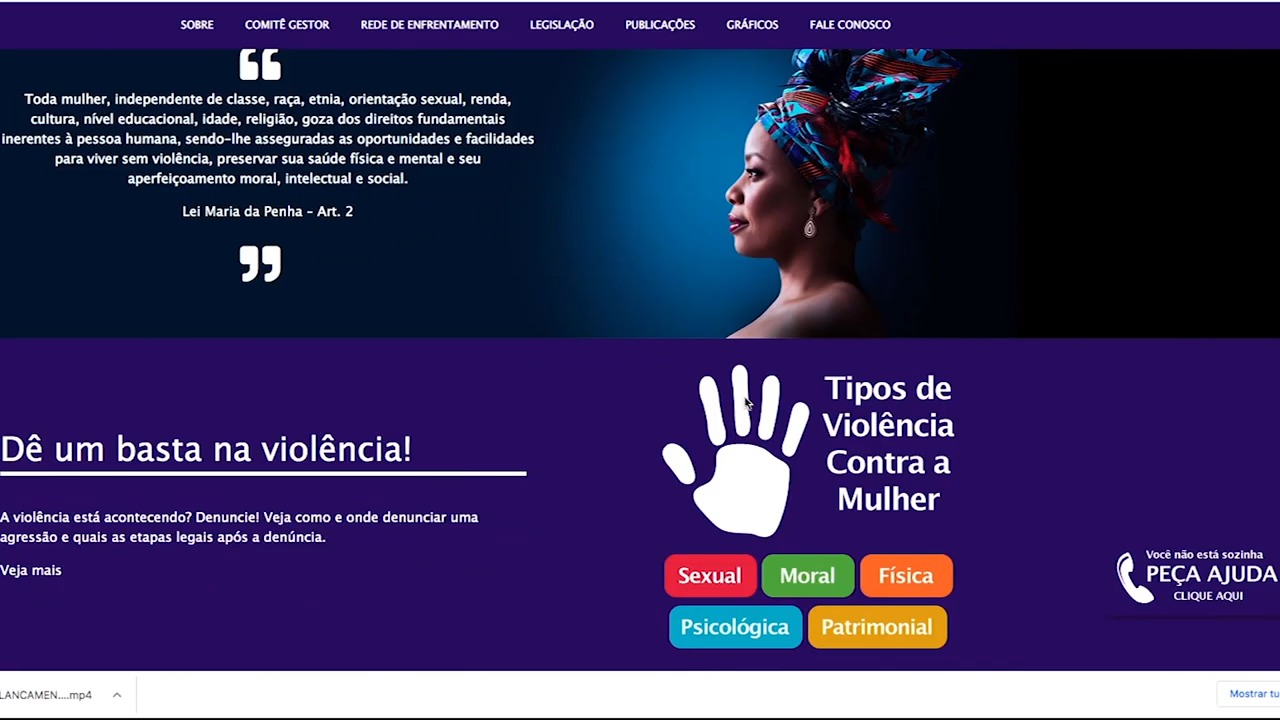 SOBRE COMITÊ GESTOR REDE DE ENFRENTAMENTO LEGISLAÇÃO PUBLICAÇÕES GRÁFICOS FALE CONOSCO
Toda mulher, independente de classe, raça, etnia, orientação sexual, renda,
cultura, nível educacional, idade, religião, goza dos direitos fundamentais
inerentes à pessoa humana, sendo-lhe asseguradas as oportunidades e facilidades
para viver sem violência, preservar sua saúde física e mental e seu
aperfeiçoamento moral, intelectual e social.
Lei Maria da Penha - Art. 2
Dê um basta na violência!
A violência está acontecendo? Denuncie! Veja como e onde denunciar uma
agressão e quais as etapas legais após a denúncia.
Veja mais
Tipos de
Violência
Contra a
Mulher
Sexual Moral Física
Psicológica Patrimonial
Você não está sozinha
PEÇA AJUDA
CLIQUE AQUI
LANCAMEN....mp4
Mostrar tu